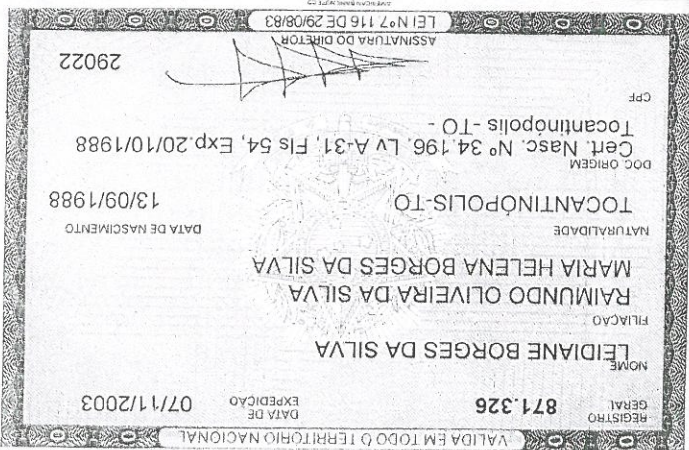 VÁLIDA EM TODO O TERRITÓRIO NACIONAL
REGISTRO GERAL 871.326 DATA DE EXPEDIÇÃO 07/11/2003
NOME
LEIDIANE BORGES DA SILVA
FILIAÇÃO
RAIMUNDO OLIVEIRA DA SILVA
MARIA HELENA BORGES DA SILVA
NATURALIDADE DATA DE NASCIMENTO
TOCANTINÓPOLIS-TO 13/09/1988
DOC. ORIGEM
Cert. Nasc. Nº 34.196, Lv A-31, Fls 54, Exp.20/10/1988
Tocantinópolis -TO -
CPF
29022
ASSINATURA DO DIRETOR
LEI Nº 7.116 DE 29/08/83